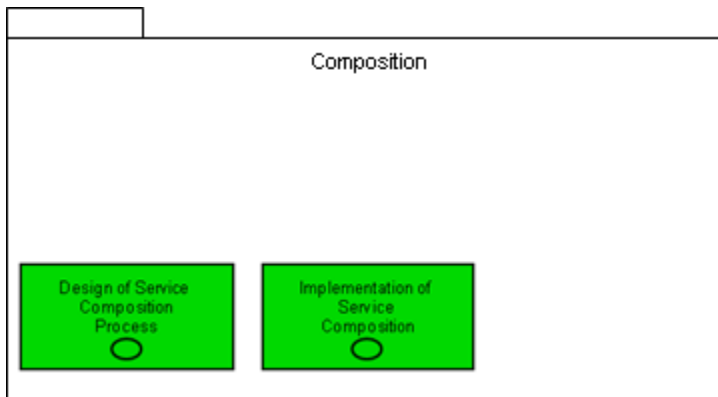 Composition
Design of Service
Composition
Process
Implementation of
Service
Composition